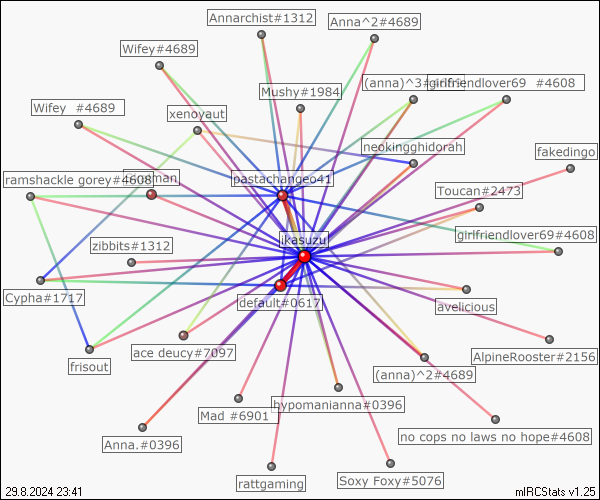 Annarchist#1312
Anna^2#4689
Wifey#4689
(anna)^3#
girlfriendlover69 #4608
Mushy#1984
Wifey #4689
xenoyaut
neokingghidorah
fakedingo
ramshackle gorey#4608
man
pastachangeo41
Toucan#2473
girlfriendlover69#4608
ikasuzu
zibbits#1312
Cypha#1717
default#0617
avelicious
frisout
ace deucy#7097
AlpineRooster#2156
(anna)^2#4689
hypomanianna#0396
Mad #6901
Anna.#0396
no cops no laws no hope#4608
rattgaming
Soxy Foxy#5076
29.8.2024 23:41
mIRCStats v1.25